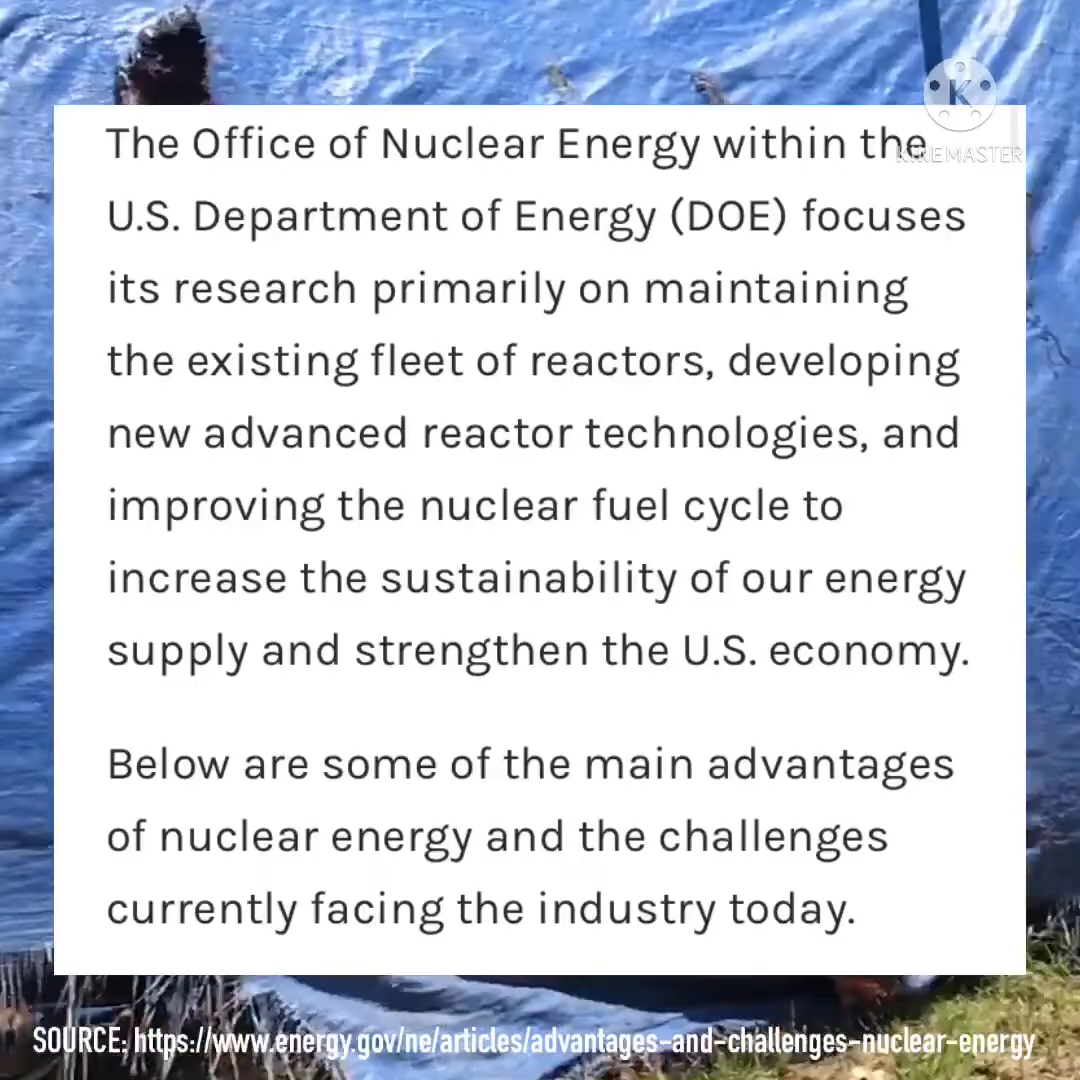 K
KINEMASTER
The Office of Nuclear Energy within the
U.S. Department of Energy (DOE) focuses
its research primarily on maintaining
the existing fleet of reactors, developing
new advanced reactor technologies, and
improving the nuclear fuel cycle to
increase the sustainability of our energy
supply and strengthen the U.S. economy.
Below are some of the main advantages
of nuclear energy and the challenges
currently facing the industry today.
SOURCE: https://www.energy.gov/ne/articles/advantages-and-challenges-nuclear-energy